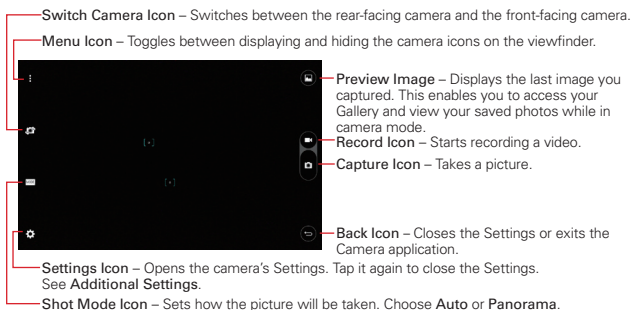 Switch Camera Icon – Switches between the rear-facing camera and the front-facing camera.
Menu Icon – Toggles between displaying and hiding the camera icons on the viewfinder.
Preview Image – Displays the last image you
captured. This enables you to access your
Gallery and view your saved photos while in
camera mode.
Record Icon – Starts recording a video.
Capture Icon – Takes a picture.
Back Icon – Closes the Settings or exits the
Camera application.
Settings Icon – Opens the camera's Settings. Tap it again to close the Settings.
See Additional Settings.
Shot Mode Icon – Sets how the picture will be taken. Choose Auto or Panorama.